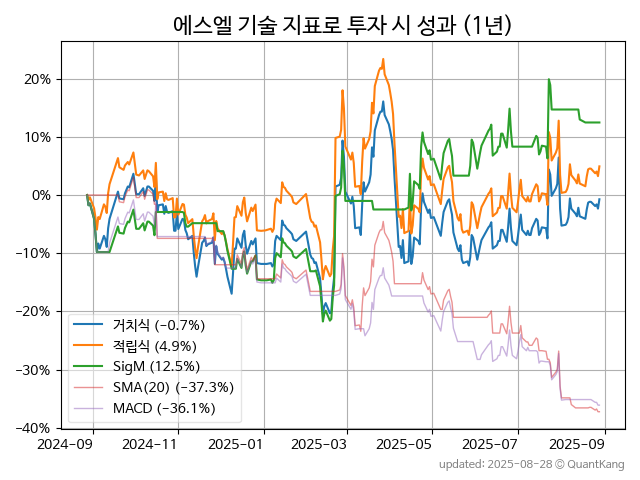 에스엘 기술 지표로 투자 시 성과 (1년)
20%
10%
0%
−10%
−20%
−30%
−40%
거치식 (−0.7%)
적립식 (4.9%)
SigM (12.5%)
SMA(20) (−37.3%)
MACD (−36.1%)
2024-09 2024-11 2025-01 2025-03 2025-05 2025-07 2025-09
updated: 2025-08-28 ⓒ QuantKang